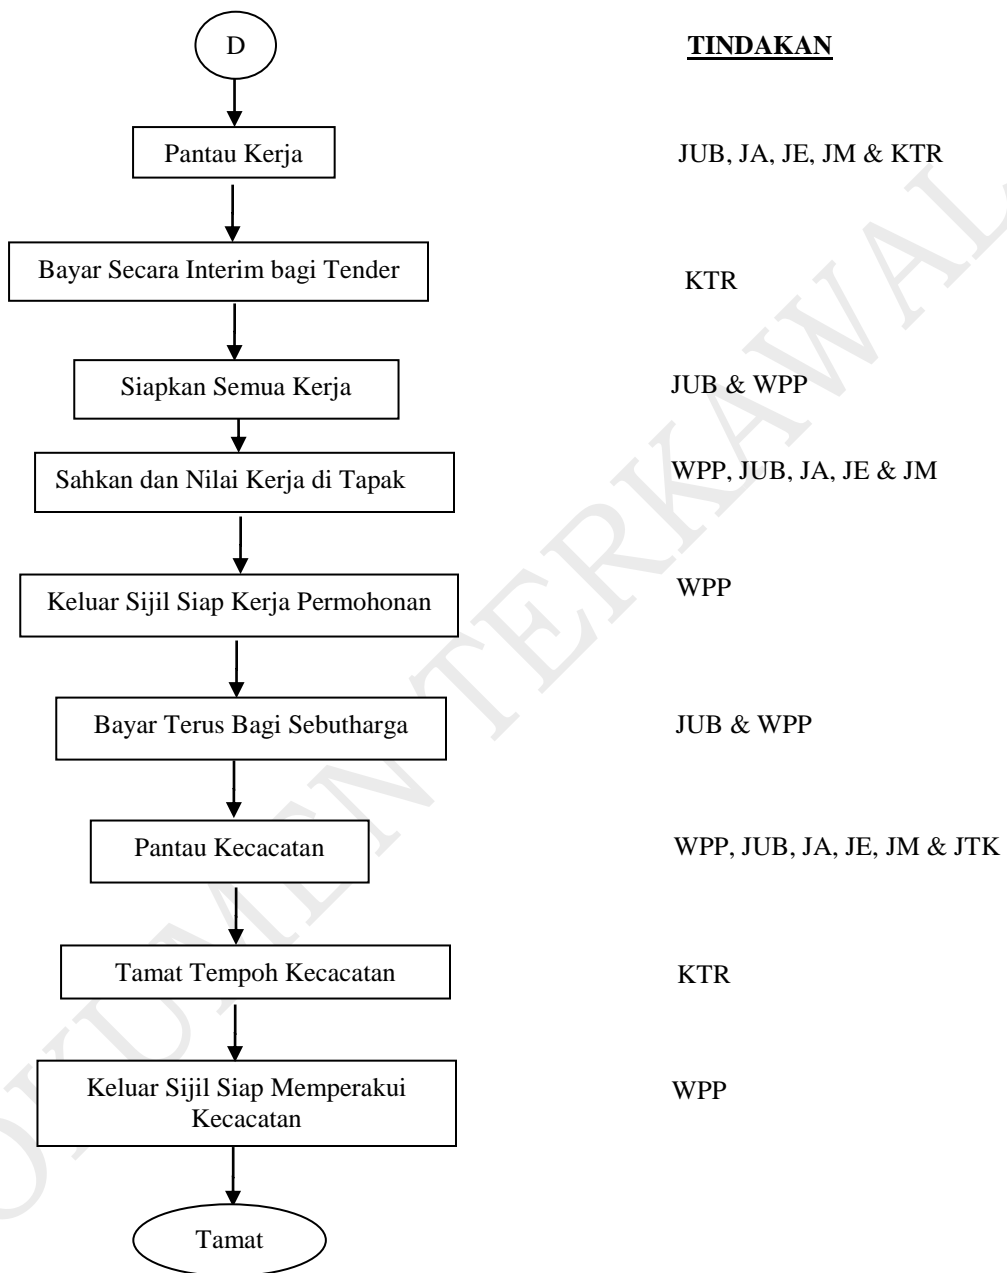 D
TINDAKAN
Pantau Kerja
JUB, JA, JE, JM & KTR
Bayar Secara Interim bagi Tender
KTR
Siapkan Semua Kerja
JUB & WPP
Sahkan dan Nilai Kerja di Tapak
WPP, JUB, JA, JE & JM
Keluar Sijil Siap Kerja Permohonan
WPP
Bayar Terus Bagi Sebutharga
JUB & WPP
Pantau Kecacatan
WPP, JUB, JA, JE, JM & JTK
Tamat Tempoh Kecacatan
KTR
Keluar Sijil Siap Memperakui
Kecacatan
WPP
Tamat
DOKUMEN TERKAWAL